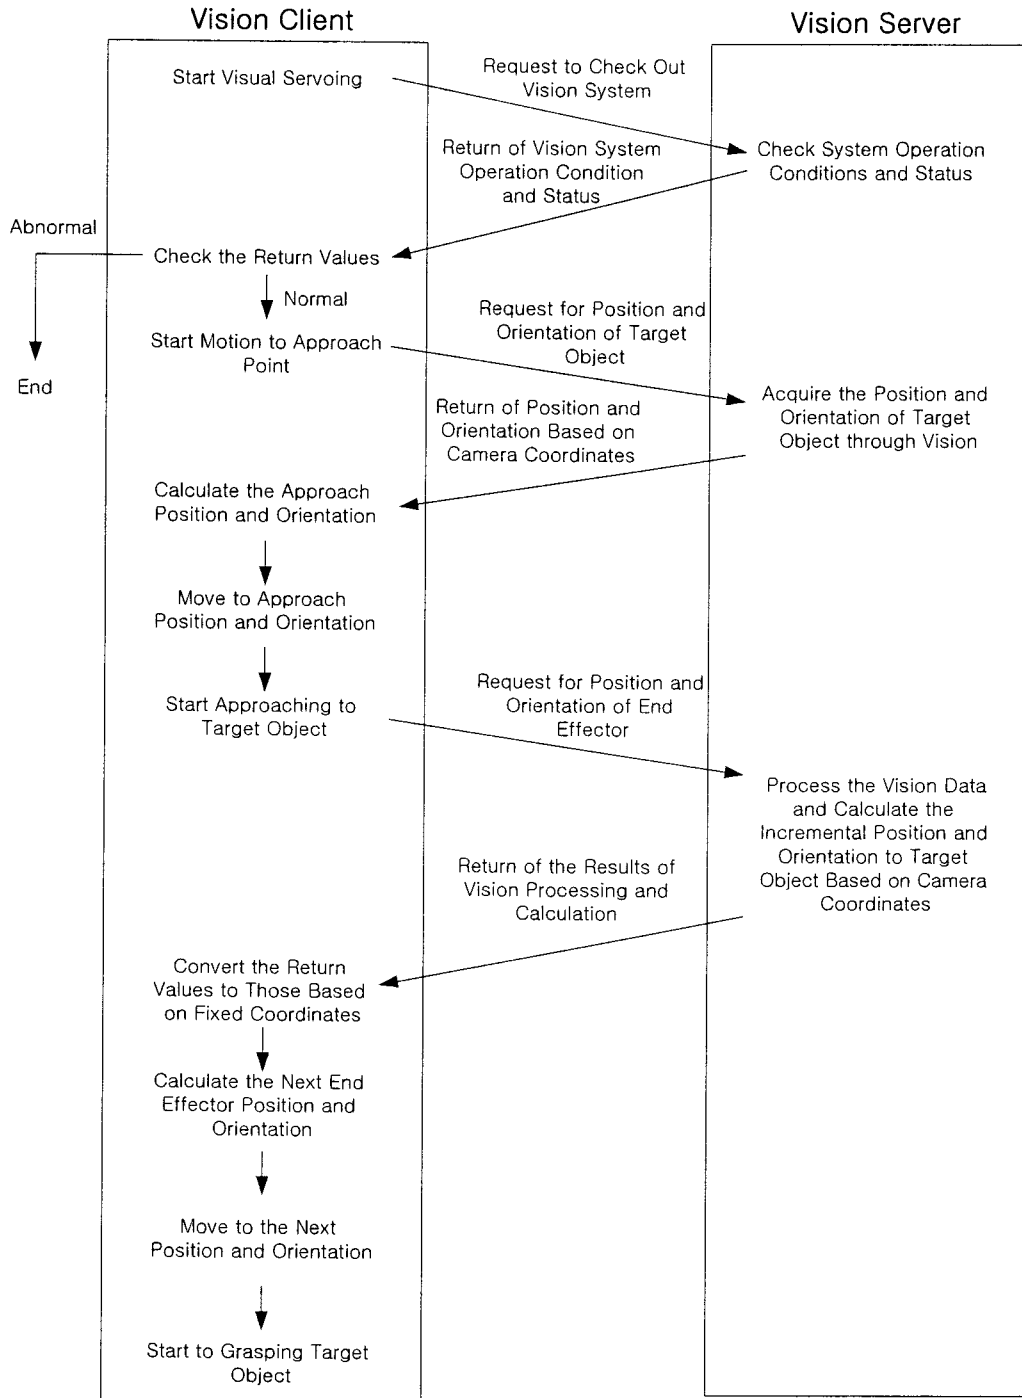 Vision Client
Vision Server
Start Visual Servoing
Request to Check Out
Vision System
Return of Vision System
Operation Condition
and Status
Check System Operation
Conditions and Status
Abnormal
Check the Return Values
Normal
End
Start Motion to Approach
Point
Request for Position and
Orientation of Target
Object
Return of Position and
Orientation Based on
Camera Coordinates
Acquire the Position and
Orientation of Target
Object through Vision
Calculate the Approach
Position and Orientation
Move to Approach
Position and Orientation
Start Approaching to
Target Object
Request for Position and
Orientation of End
Effector
Process the Vision Data
and Calculate the
Incremental Position and
Orientation to Target
Object Based on Camera
Coordinates
Return of the Results of
Vision Processing and
Calculation
Convert the Return
Values to Those Based
on Fixed Coordinates
Calculate the Next End
Effector Position and
Orientation
Move to the Next
Position and Orientation
Start to Grasping Target
Object